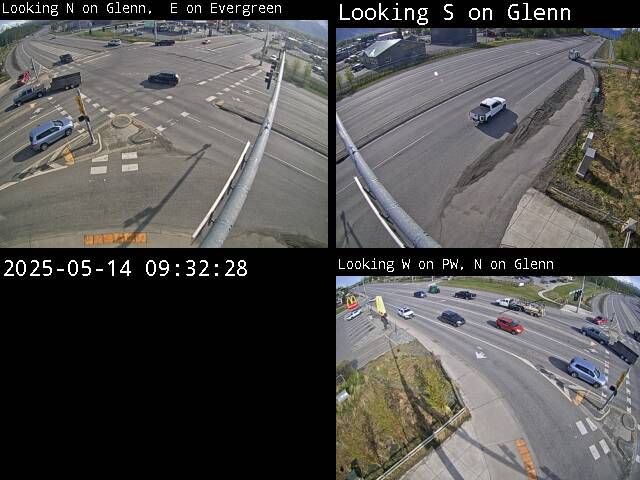 Looking N on Glenn,  E on Evergreen
Looking S on Glenn
2025-05-14 09:32:28
Looking W on PW, N on Glenn